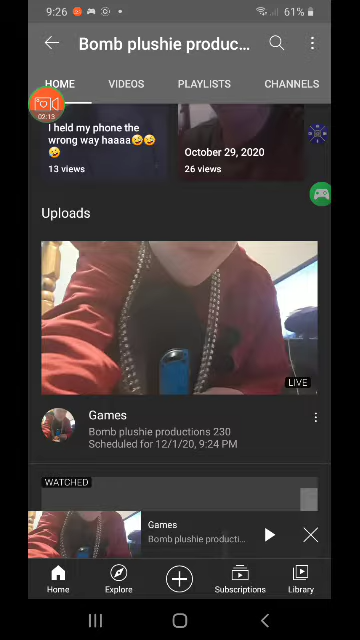 9:26
61%
Bomb plushie produc...
HOME VIDEOS PLAYLISTS CHANNELS
02:13
I held my phone the
wrong way haaaa🤣🤣
🤣
13 views
October 29, 2020
26 views
Uploads
LIVE
Games
Bomb plushie productions 230
Scheduled for 12/1/20, 9:24 PM
WATCHED
Games
Bomb plushie producti...
Home Explore Subscriptions Library